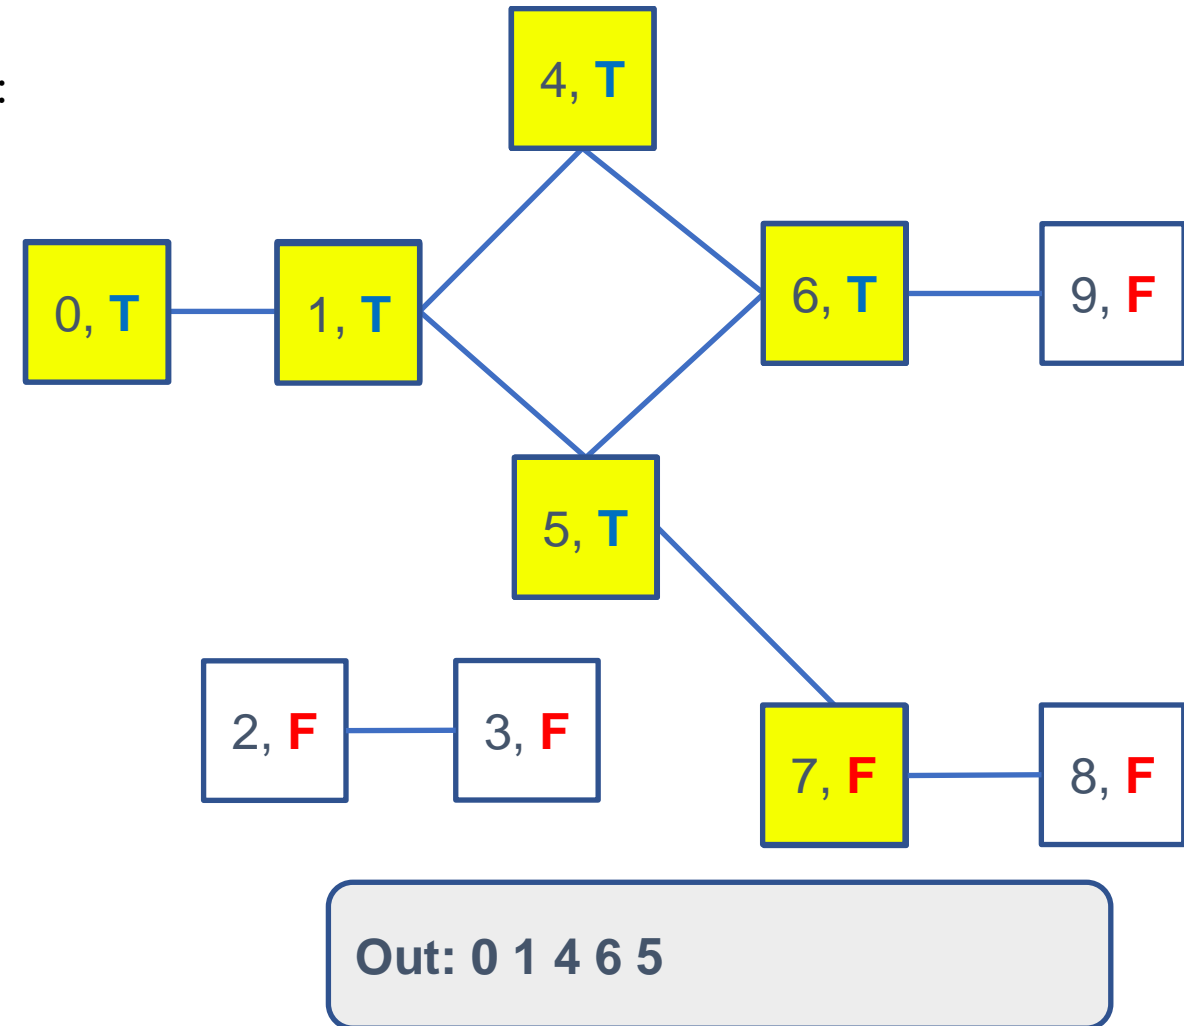 :
4, T
0, T
1, T
6, T
9, F
5, T
2, F
3, F
7, F
8, F
Out: 0 1 4 6 5